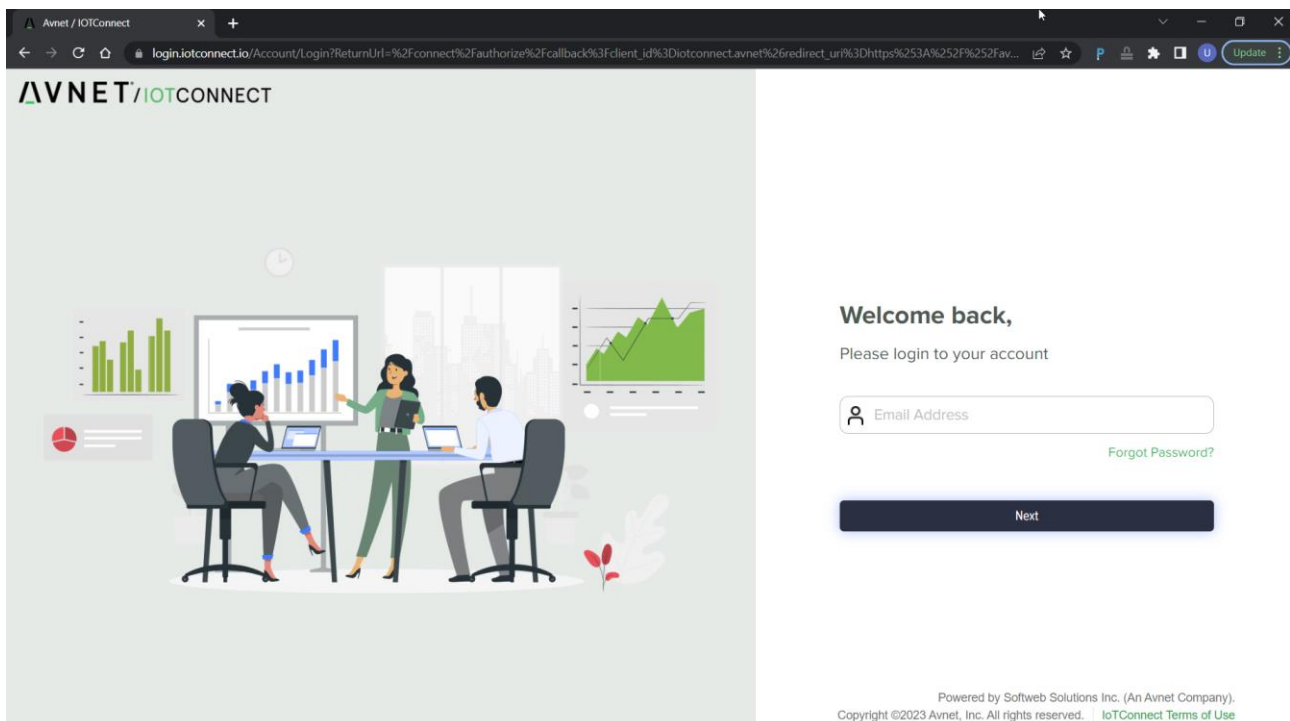 Avnet / IOTConnect
login.iotconnect.io/Account/Login?ReturnUrl=%2Fconnect%2Fauthorize%2Fcallback%3Fclient_id%3Diotconnect.avnet%26redirect_uri%3Dhttps%253A%252F%252Fav...
P
U
Update
AVNET/IOTCONNECT
Welcome back,
Please login to your account
Email Address
Forgot Password?
Next
Powered by Softweb Solutions Inc. (An Avnet Company).
Copyright ©2023 Avnet, Inc. All rights reserved. | IoTConnect Terms of Use